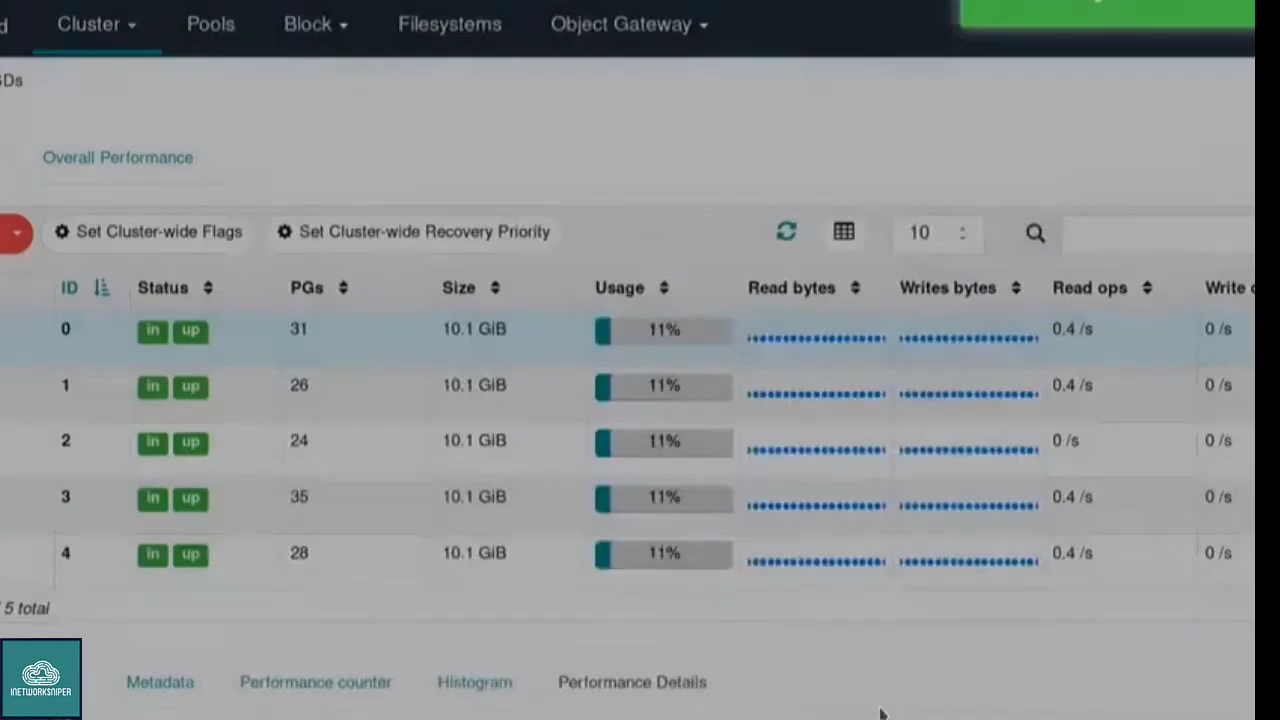 Cluster Pools Block Filesystems Object Gateway
Overall Performance
Set Cluster-wide Flags Set Cluster-wide Recovery Priority 10
ID Status PGs Size Usage Read bytes Writes bytes Read ops Write
0 in up 31 10.1 GiB 11% 0.4 /s 0 /s
1 in up 26 10.1 GiB 11% 0.4 /s 0 /s
2 in up 24 10.1 GiB 11% 0 /s 0 /s
3 in up 35 10.1 GiB 11% 0.4 /s 0 /s
4 in up 28 10.1 GiB 11% 0.4 /s 0 /s
5 total
Metadata Performance counter Histogram Performance Details
INETWORKSNIPER